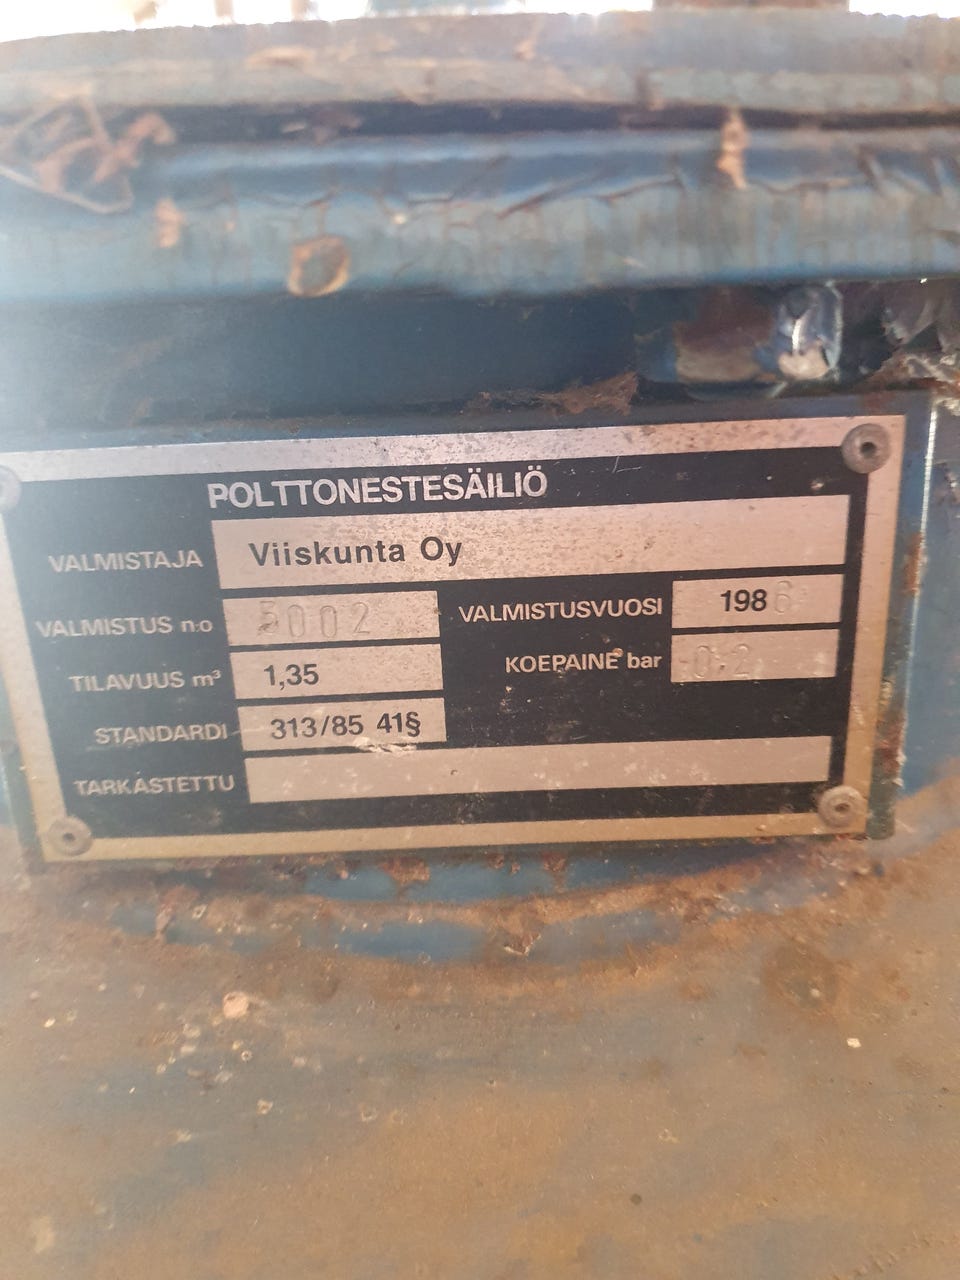 POLTTONESTESÄILIÖ
VALMISTAJA Viiskunta Oy
VALMISTUS n:o 5002 VALMISTUSVUOSI 1986
TILAVUUS m³ 1,35 KOEPAINE bar 0.2
STANDARDI 313/85 41§
TARKASTETTU